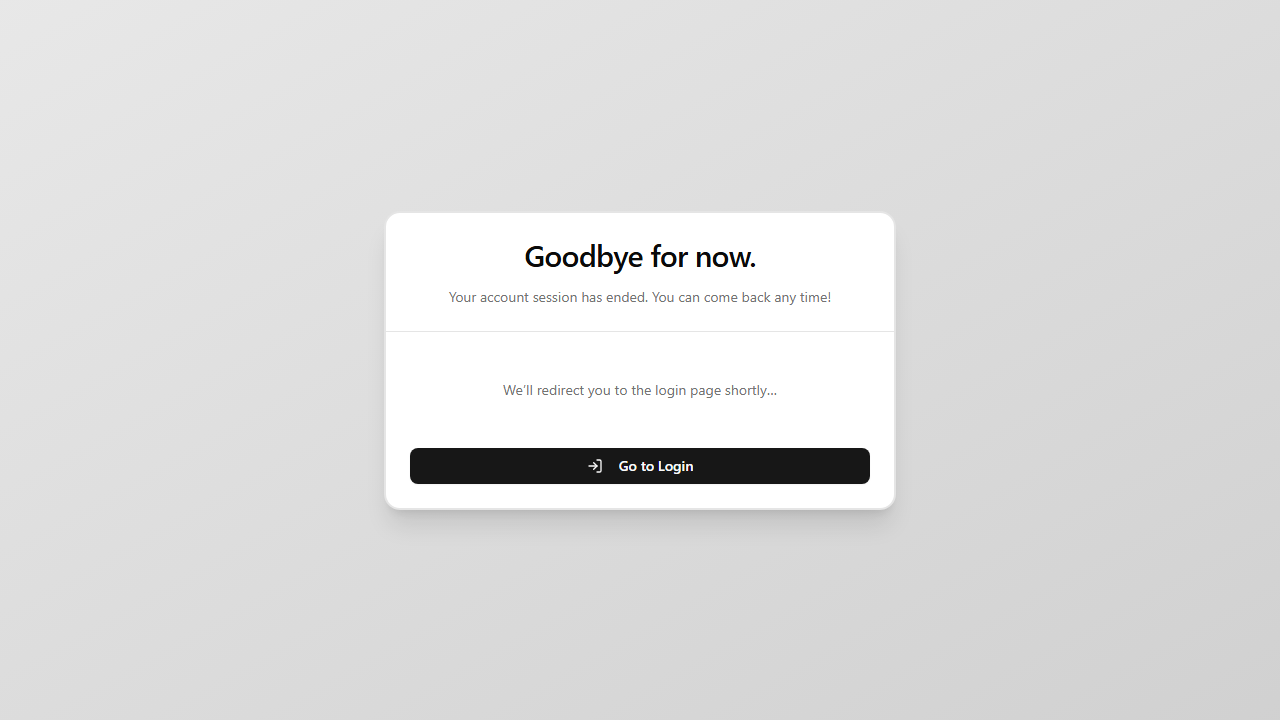 Goodbye for now.
Your account session has ended. You can come back any time!
We'll redirect you to the login page shortly...
Go to Login